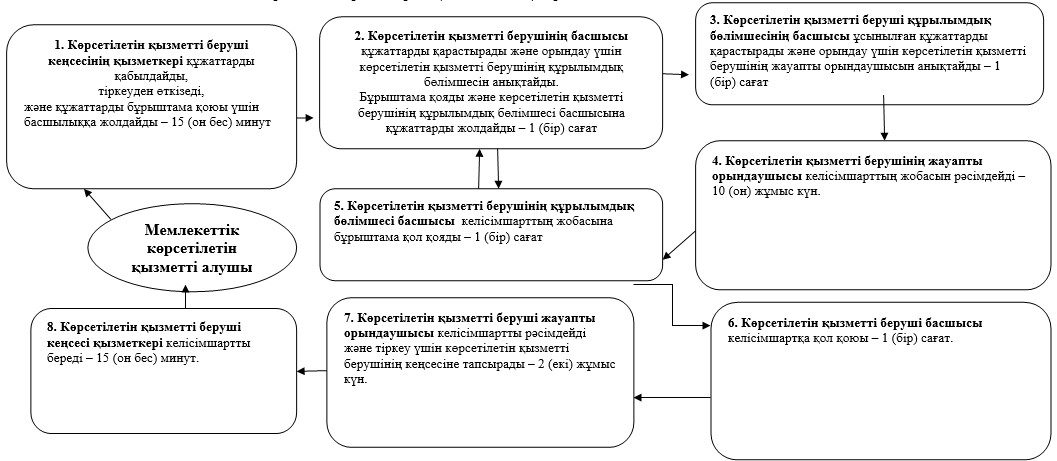 1. Көрсетілетін қызметті беруші
кеңсесінің қызметкері құжаттарды
қабылдайды,
тіркеуден өткізеді,
және құжаттарды бұрыштама қоюы үшін
басшылыққа жолдайды – 15 (он бес) минут
2. Көрсетілетін қызметті берушінің басшысы
құжаттарды қарастырады және орындау үшін
көрсетілетін қызметті берушінің құрылымдық
бөлімшесін анықтайды.
Бұрыштама қояды және көрсетілетін қызметті
берушінің құрылымдық бөлімшесі басшысына
құжаттарды жолдайды – 1 (бір) сағат
3. Көрсетілетін қызметті беруші құрылымдық
бөлімшесінің басшысы ұсынылған құжаттарды
қарастырады және орындау үшін көрсетілетін қызметті
берушінің жауапты орындаушысын анықтайды – 1
(бір) сағат
4. Көрсетілетін қызметті берушінің жауапты
орындаушысы келісімшарттың жобасын рәсімдейді –
10 (он) жұмыс күн.
5. Көрсетілетін қызметті берушінің құрылымдық
бөлімшесі басшысы келісімшарттың жобасына
бұрыштама қол қояды – 1 (бір) сағат
Мемлекеттік
көрсетілетін
қызметті алушы
6. Көрсетілетін қызметті беруші басшысы
келісімшартқа қол қоюы – 1 (бір) сағат.
7. Көрсетілетін қызметті беруші жауапты
орындаушысы келісімшартты рәсімдейді
және тіркеу үшін көрсетілетін қызметті
берушінің кеңсесіне тапсырады – 2 (екі) жұмыс
күн.
8. Көрсетілетін қызметті беруші
кеңсесі қызметкері келісімшартты
береді – 15 (он бес) минут.